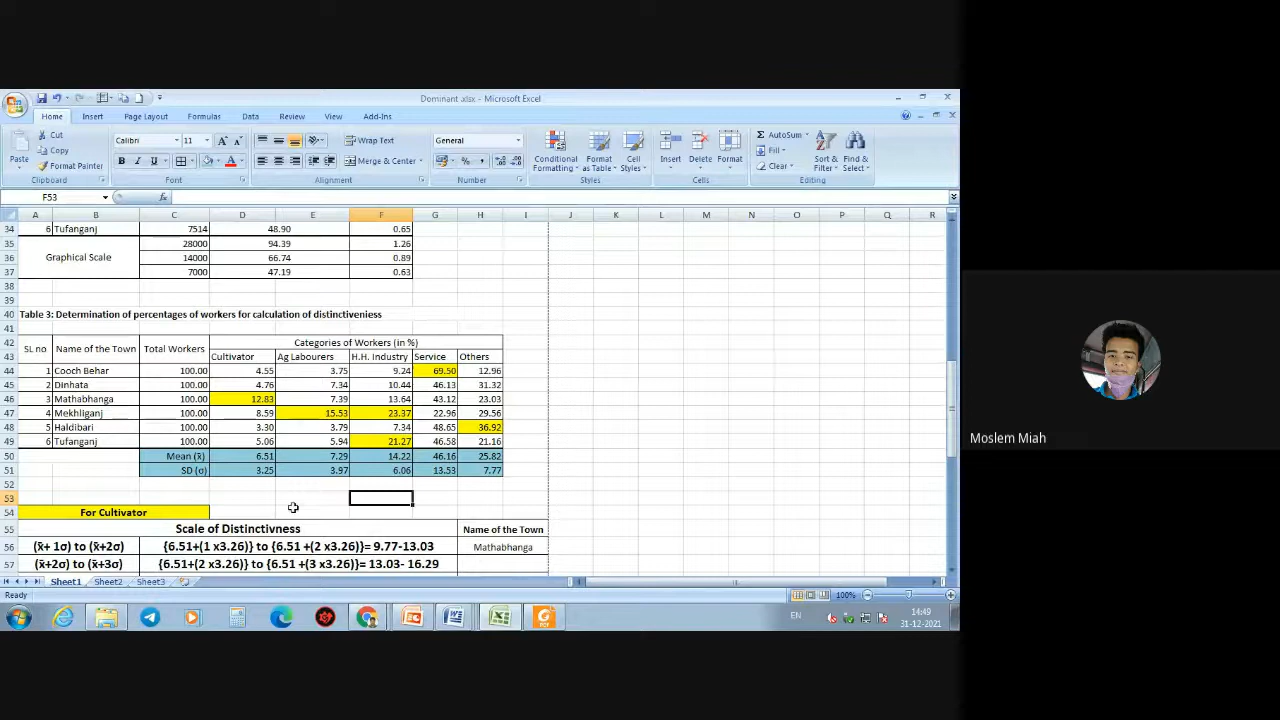 Dominant .xlsx - Microsoft Excel
Home Insert Page Layout Formulas Data Review View Add-Ins
Cut
Copy
Format Painter
Paste
Clipboard
Calibri 11
B I U
Font
Wrap Text
Merge & Center
Alignment
General
Number
Conditional Formatting
Format as Table
Cell Styles
Styles
Insert Delete Format
Cells
AutoSum
Fill
Clear
Sort & Filter
Find & Select
Editing
F53 fx
A B C D E F G H I J K L M N O P Q R
34 6 Tufanganj 7514 48.90 0.65
35 28000 94.39 1.26
36 Graphical Scale 14000 66.74 0.89
37 7000 47.19 0.63
38
39
40 Table 3: Determination of percentages of workers for calculation of distinctiveniess
41
42 SL no Name of the Town Total Workers Categories of Workers (in %)
43 Cultivator Ag Labourers H.H. Industry Service Others
44 1 Cooch Behar 100.00 4.55 3.75 9.24 69.50 12.96
45 2 Dinhata 100.00 4.76 7.34 10.44 46.13 31.32
46 3 Mathabhanga 100.00 12.83 7.39 13.64 43.12 23.03
47 4 Mekhliganj 100.00 8.59 15.53 23.37 22.96 29.56
48 5 Haldibari 100.00 3.30 3.79 7.34 48.65 36.92
49 6 Tufanganj 100.00 5.06 5.94 21.27 46.58 21.16
50 Mean (x̄) 6.51 7.29 14.22 46.16 25.82
51 SD (σ) 3.25 3.97 6.06 13.53 7.77
52
53
54 For Cultivator
55 Scale of Distinctivness Name of the Town
56 (x̄+ 1σ) to (x̄+2σ) {6.51+(1 x3.26)} to {6.51 +(2 x3.26)}= 9.77-13.03 Mathabhanga
57 (x̄+2σ) to (x̄+3σ) {6.51+(2 x3.26)} to {6.51 +(3 x3.26)}= 13.03- 16.29
Sheet1 Sheet2 Sheet3
Ready 100%
EN
14:49
31-12-2021
Moslem Miah